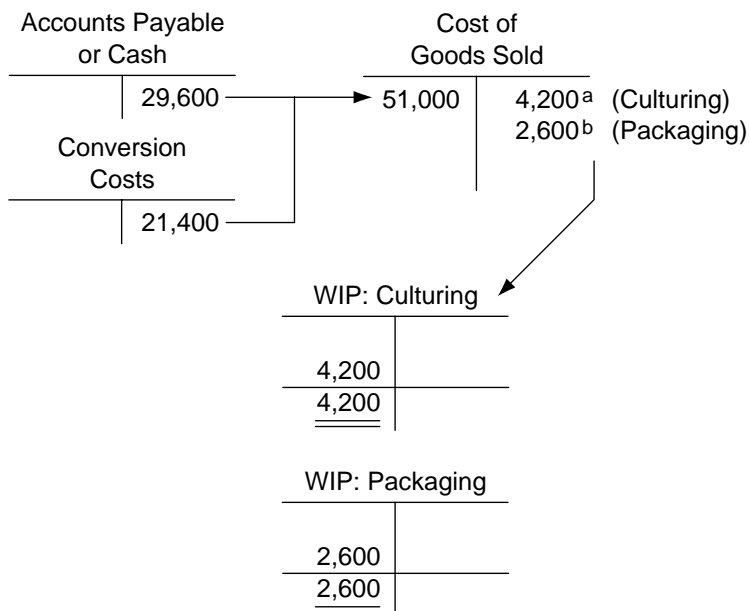 Accounts Payable
or Cash
29,600
Cost of
Goods Sold
51,000 4,200a (Culturing)
2,600b (Packaging)
Conversion
Costs
21,400
WIP: Culturing
4,200
4,200
WIP: Packaging
2,600
2,600